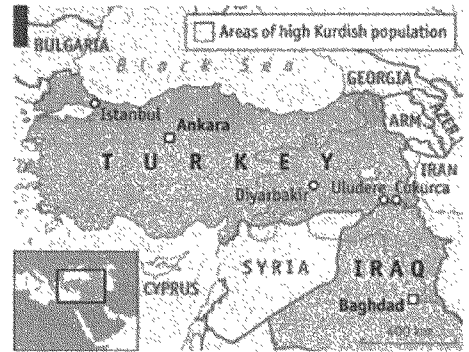 Areas of high Kurdish population
BULGARIA
Black Sea
GEORGIA
Istanbul
ARM
AZER
Ankara
TURKEY
IRAN
Diyarbakir
Uludere Cukurca
SYRIA
IRAQ
CYPRUS
Baghdad
400 km